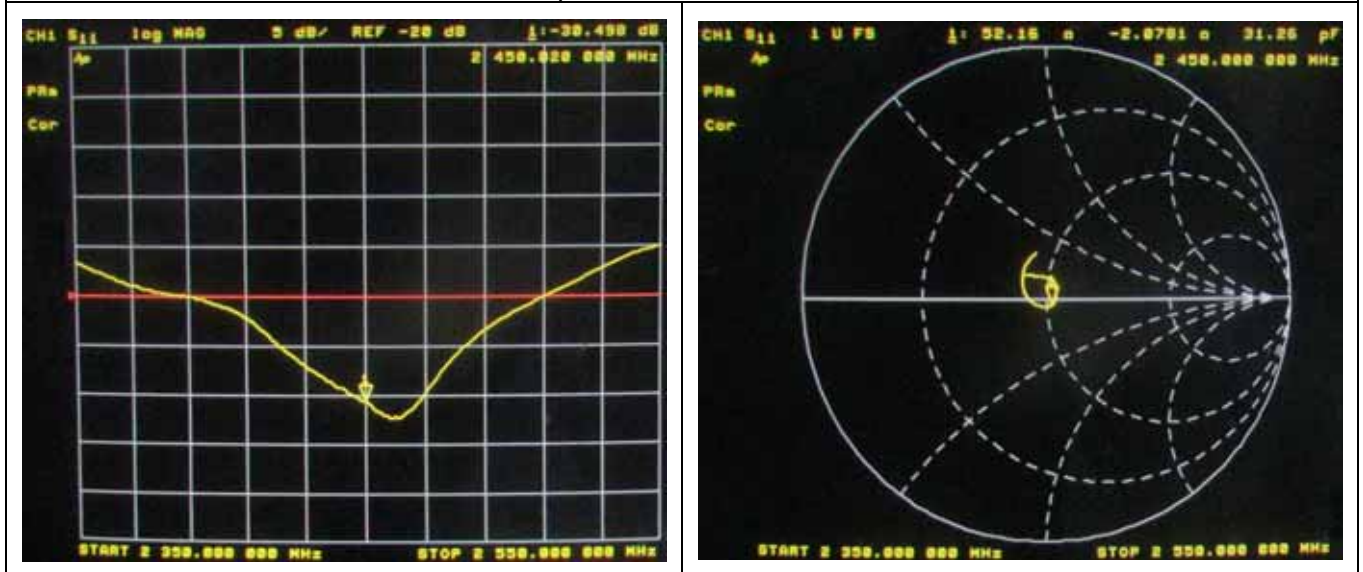 CH1 S11 log MAG 5 dB/ REF -20 dB 1:-30.490 dB
2 450.020 000 MHz
PRm
Cor
START 2 350.000 000 MHz STOP 2 550.000 000 MHz
CH1 S11 1 U FS 1: 52.16 Ω -2.0781 Ω 31.26 pF
2 450.000 000 MHz
PRm
Cor
START 2 350.000 000 MHz STOP 2 550.000 000 MHz